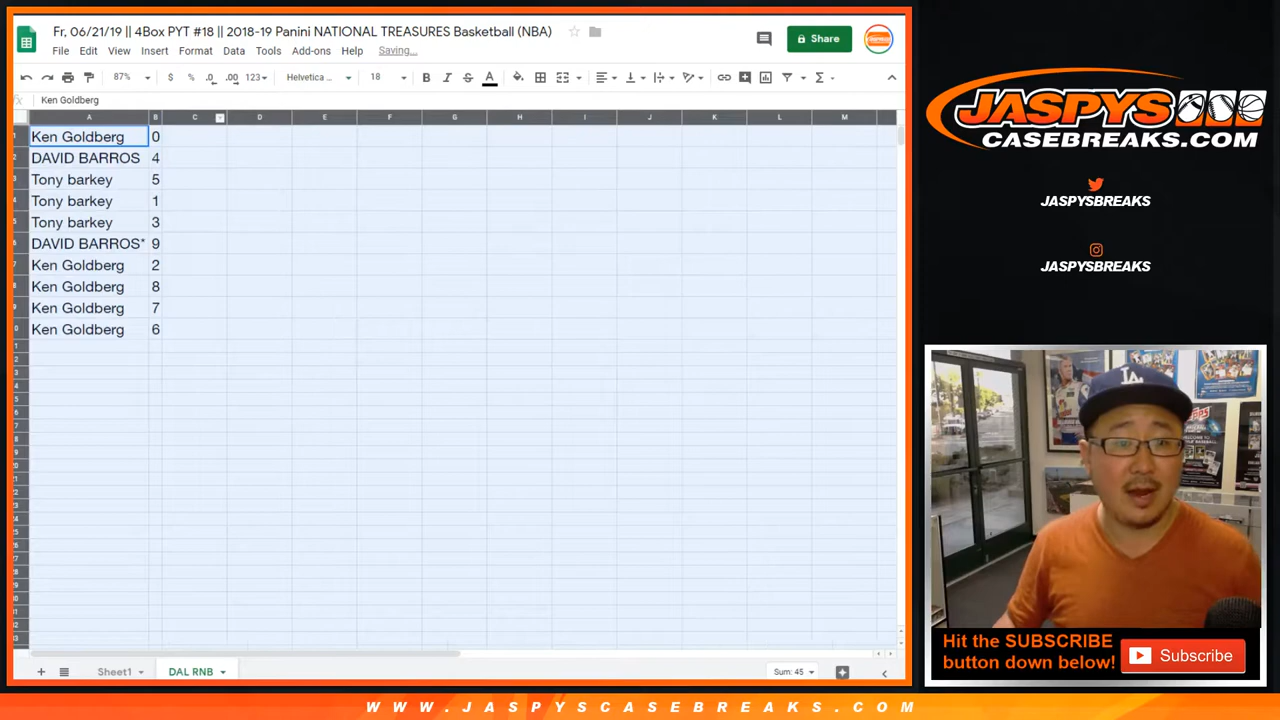 Fr, 06/21/19 || 4Box PYT #18 || 2018-19 Panini NATIONAL TREASURES Basketball (NBA)
File Edit View Insert Format Data Tools Add-ons Help Saving...
Share
87% $ % .0 .00 123 Helvetica ... 18 B I S A
fx Ken Goldberg
A B C D E F G H I J K L M
Ken Goldberg 0
DAVID BARROS 4
Tony barkey 5
Tony barkey 1
Tony barkey 3
DAVID BARROS* 9
Ken Goldberg 2
Ken Goldberg 8
Ken Goldberg 7
Ken Goldberg 6
Sheet1 DAL RNB Sum: 45
JASPYS
CASEBREAKS.COM
JASPYSBREAKS
JASPYSBREAKS
LA
Hit the SUBSCRIBE
button down below!
Subscribe
WWW.JASPYSCASEBREAKS.COM